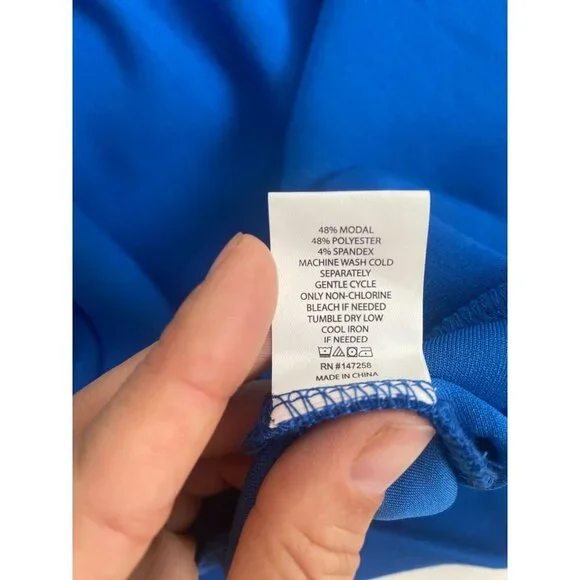 48% MODAL
48% POLYESTER
4% SPANDEX
MACHINE WASH COLD
SEPARATELY
GENTLE CYCLE
ONLY NON-CHLORINE
BLEACH IF NEEDED
TUMBLE DRY LOW
COOL IRON
IF NEEDED
RN #147258
MADE IN CHINA